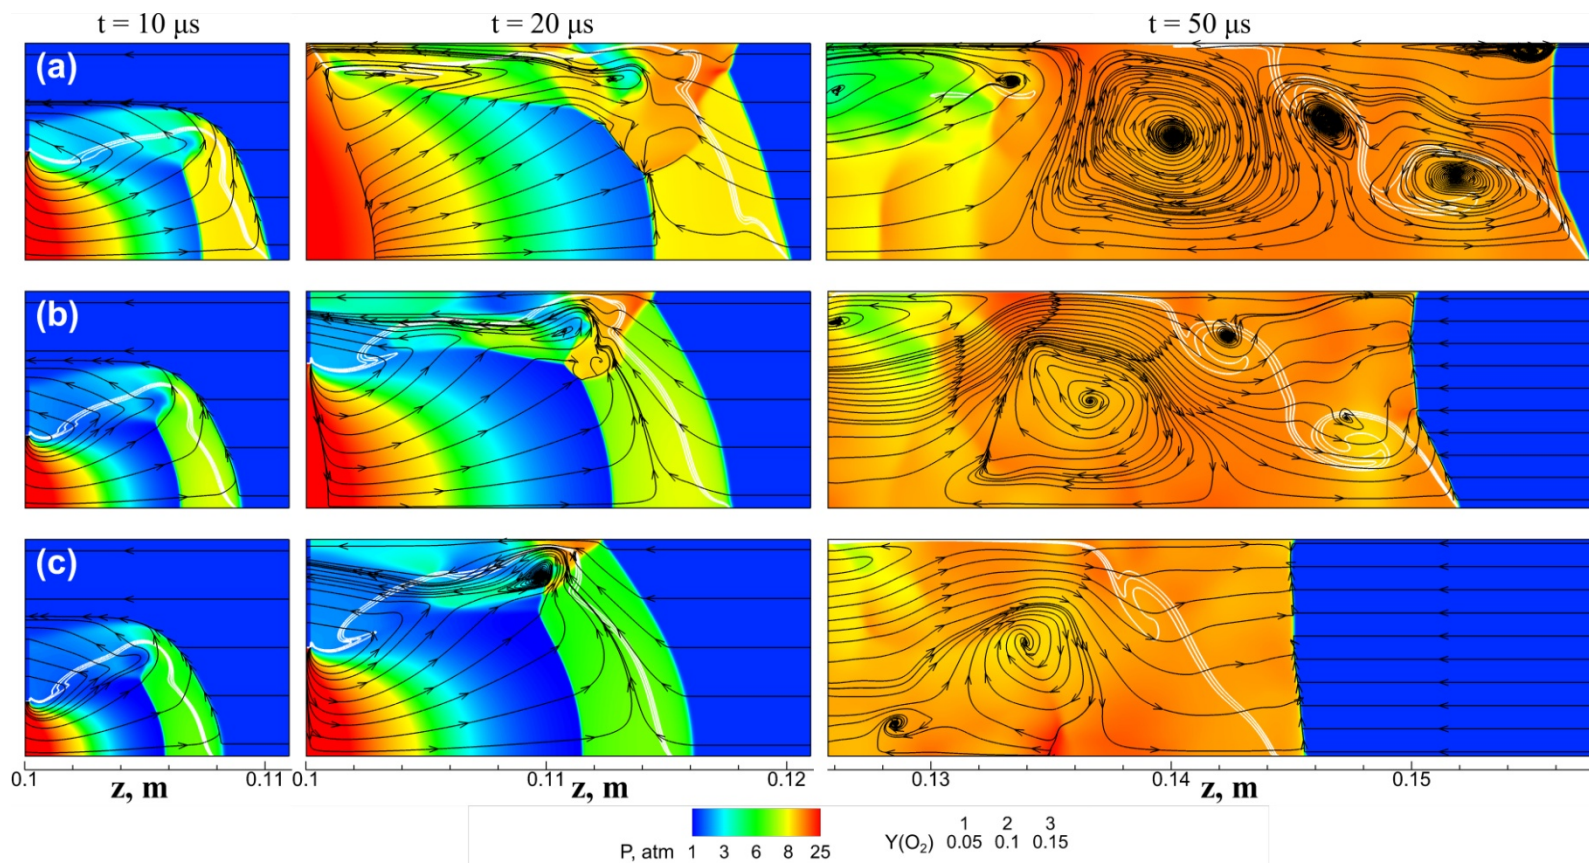 t = 10 μs t = 20 μs t = 50 μs
(a)
(b)
(c)
0.1 0.11 0.1 0.11 0.12 0.13 0.14 0.15
z, m z, m z, m
P, atm 1 3 6 8 25
1 2 3
Y(O₂) 0.05 0.1 0.15